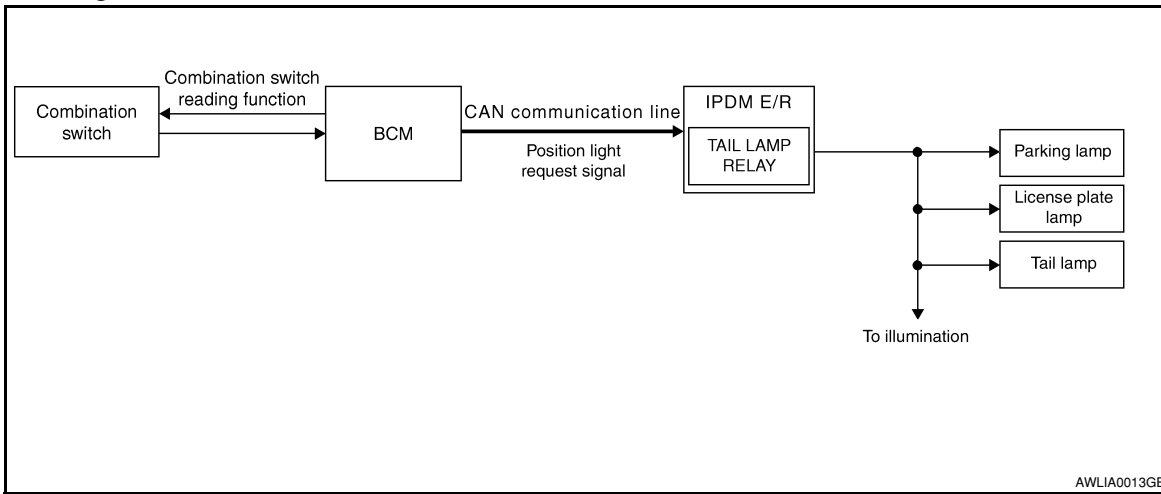 Combination switch
reading function
Combination
switch
BCM
CAN communication line
Position light
request signal
IPDM E/R
TAIL LAMP
RELAY
Parking lamp
License plate
lamp
Tail lamp
To illumination